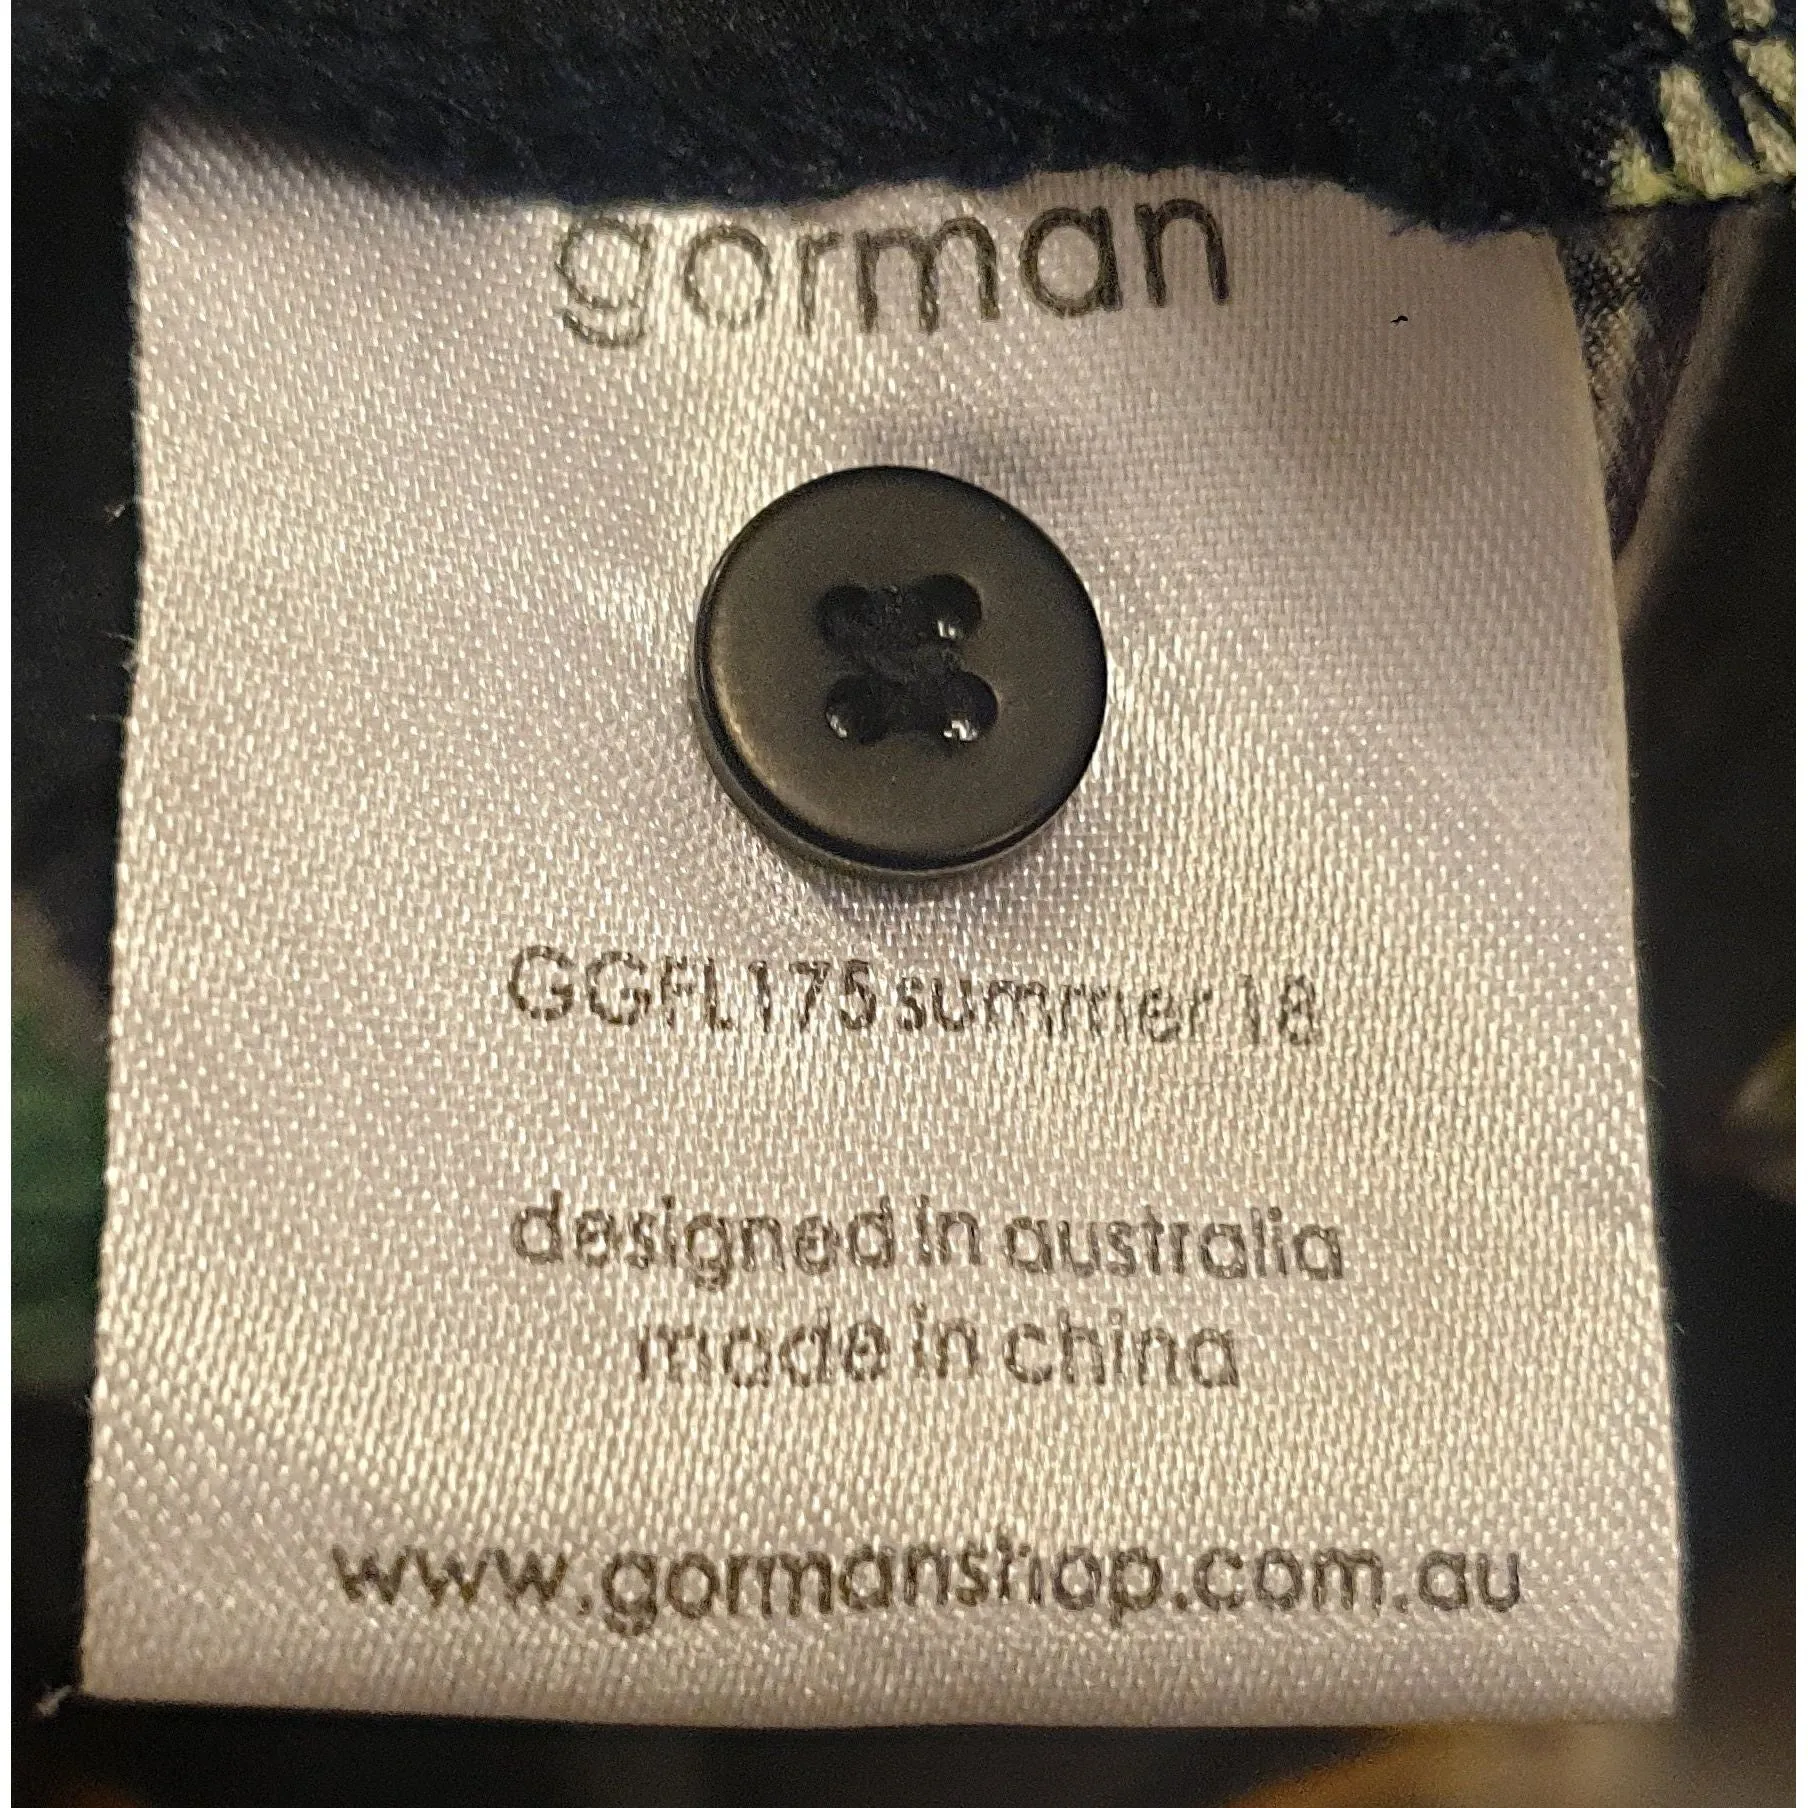 gorman
GGFL175 summer 18
designed in australia
made in china
www.gormanshop.com.au